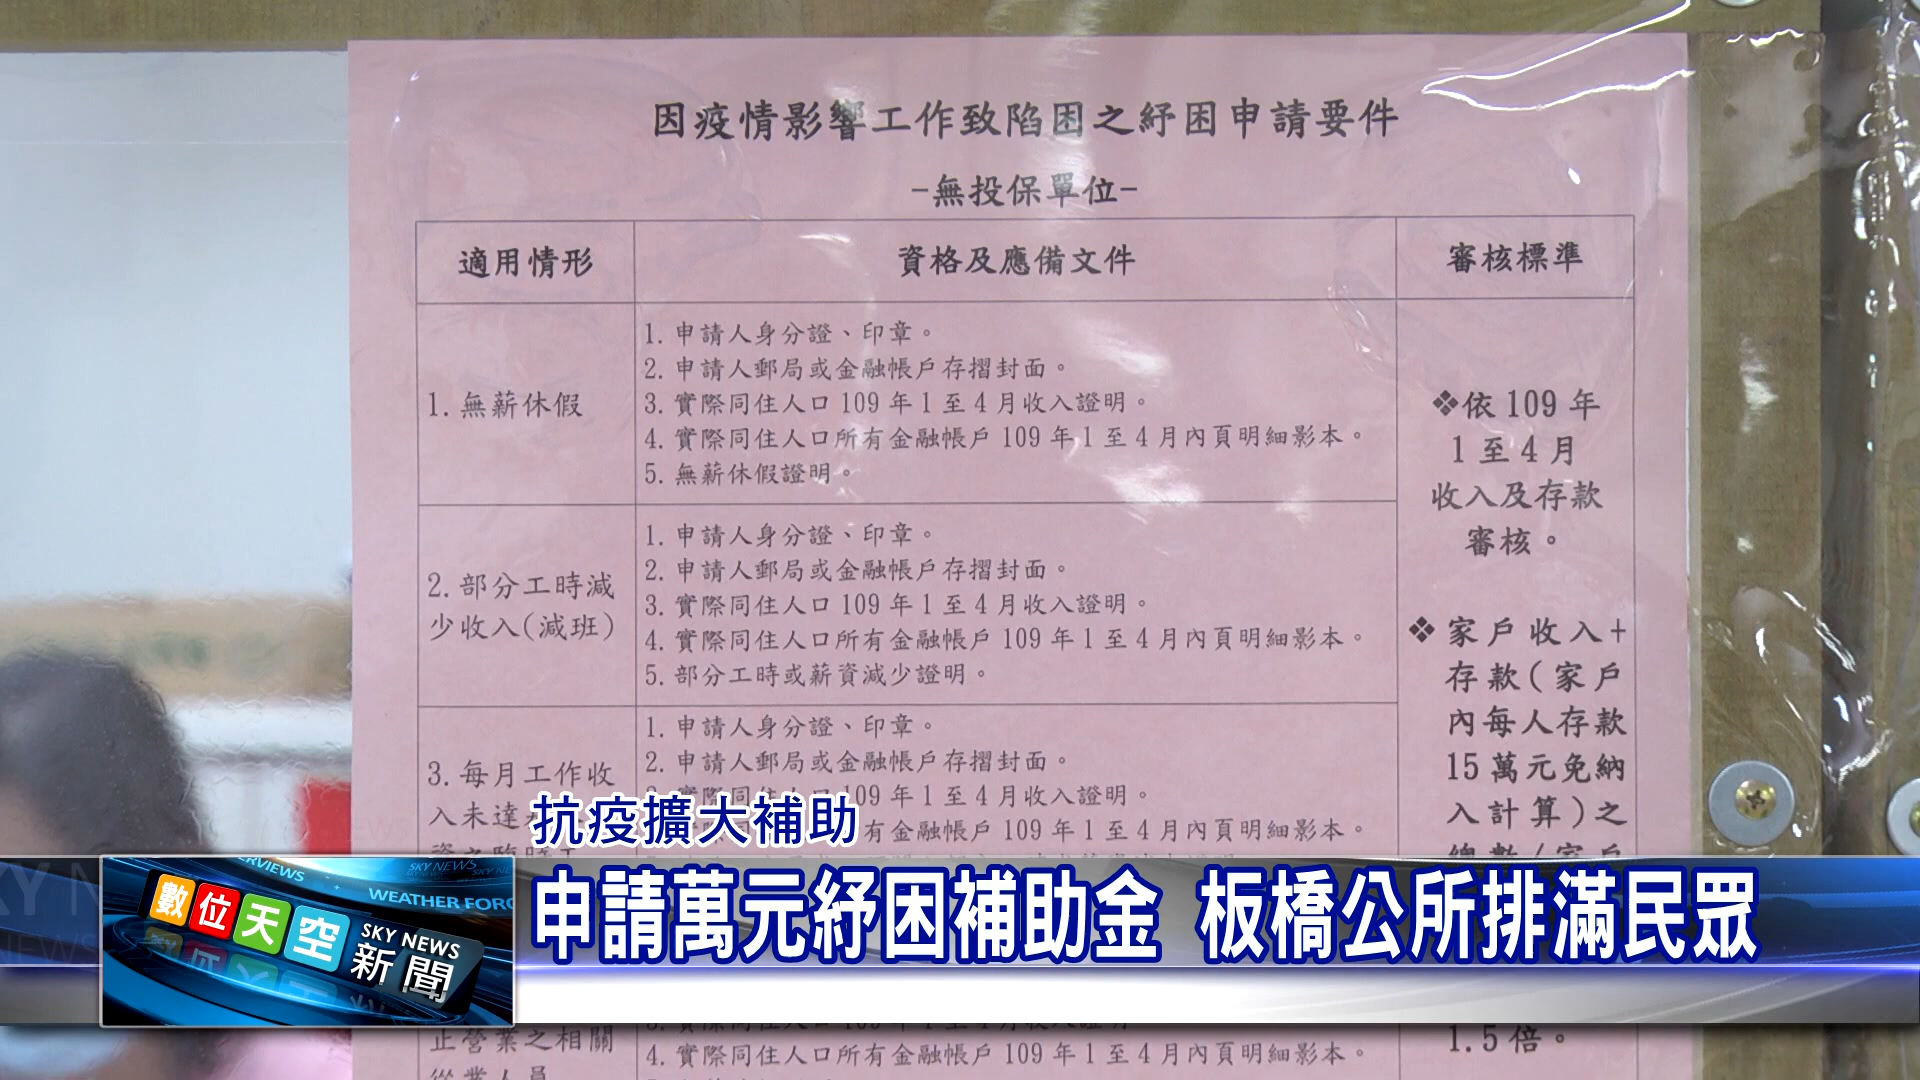 因疫情影響工作致陷困之紓困申請要件
-無投保單位-
適用情形
資格及應備文件
審核標準
1.無薪休假
1.申請人身分證、印章。
2.申請人郵局或金融帳戶存摺封面。
3.實際同住人口109年1至4月收入證明。
4.實際同住人口所有金融帳戶109年1至4月內頁明細影本。
5.無薪休假證明。
2.部分工時減
少收入(減班)
1.申請人身分證、印章。
2.申請人郵局或金融帳戶存摺封面。
3.實際同住人口109年1至4月收入證明。
4.實際同住人口所有金融帳戶109年1至4月內頁明細影本。
5.部分工時或薪資減少證明。
3.每月工作收
入未達
1.申請人身分證、印章。
2.申請人郵局或金融帳戶存摺封面。
109年1至4月收入證明。
有金融帳戶109年1至4月內頁明細影本。
❖依109年
1至4月
收入及存款
審核。
❖家戶收入+
存款(家戶
內每人存款
15萬元免納
入計算)之
1.5倍。
抗疫擴大補助
申請萬元紓困補助金 板橋公所排滿民眾
數位天空
SKY NEWS
新聞
WEATHER FORC
止營業之相關
從業人員
4.實際同住人口所有金融帳戶109年1至4月內頁明細影本。